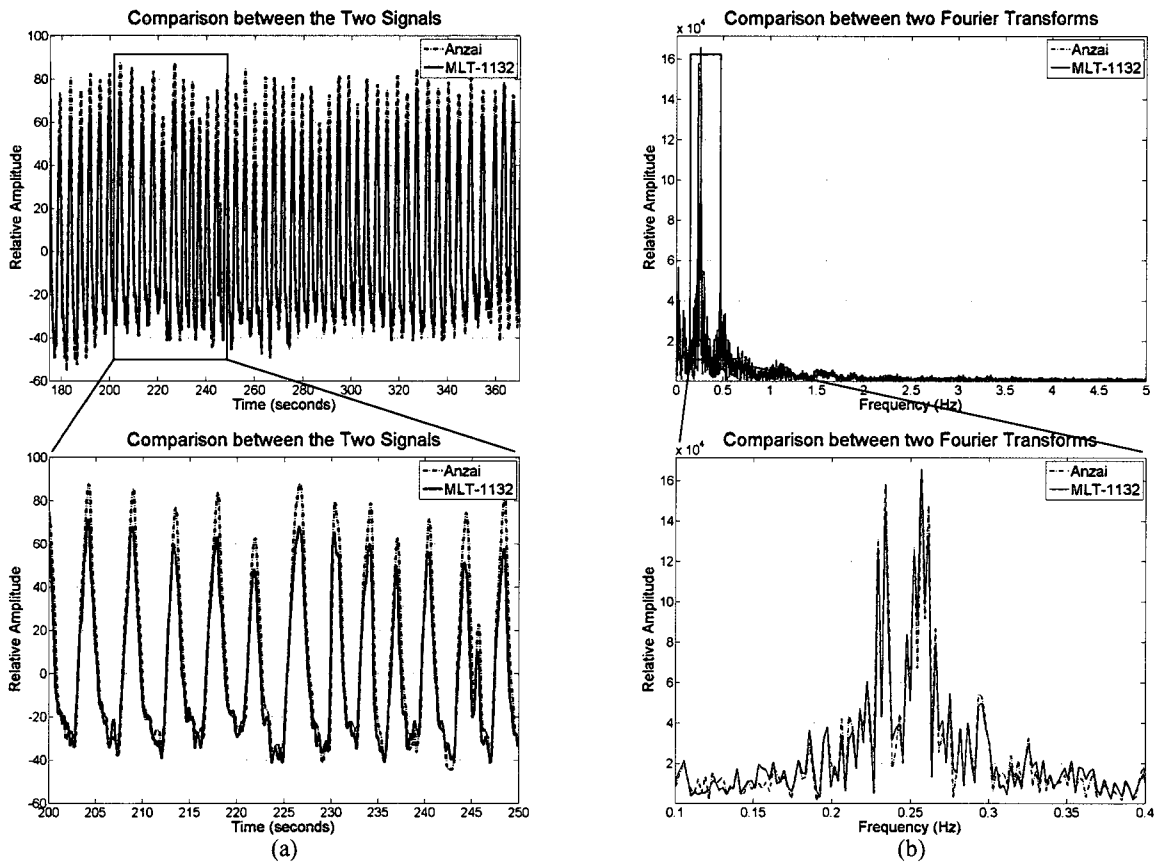 Comparison between the Two Signals
100
80
60
40
20
0
-20
-40
-60
Relative Amplitude
Anzai
MLT-1132
180 200 220 240 260 280 300 320 340 360
Time (seconds)
Comparison between two Fourier Transforms
x 10⁴
16
14
12
10
8
6
4
2
Relative Amplitude
Anzai
MLT-1132
0 0.5 1 1.5 2 2.5 3 3.5 4 4.5 5
Frequency (Hz)
Comparison between the Two Signals
100
80
60
40
20
0
-20
-40
-60
Relative Amplitude
Anzai
MLT-1132
200 205 210 215 220 225 230 235 240 245 250
Time (seconds)
(a)
Comparison between two Fourier Transforms
x 10⁴
16
14
12
10
8
6
4
2
Relative Amplitude
Anzai
MLT-1132
0.1 0.15 0.2 0.25 0.3 0.35 0.4
Frequency (Hz)
(b)